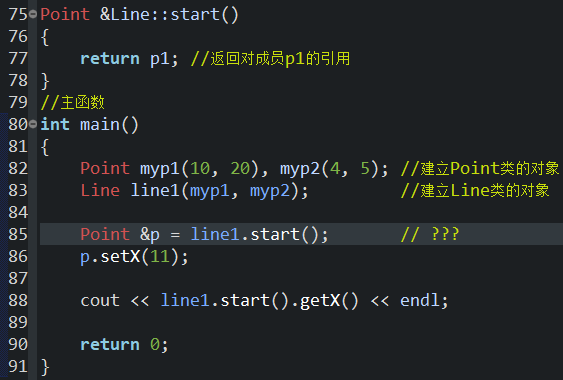 75 Point &Line::start()
76 {
77     return p1; //返回对成员p1的引用
78 }
79 //主函数
80 int main()
81 {
82     Point myp1(10, 20), myp2(4, 5); //建立Point类的对象
83     Line line1(myp1, myp2);         //建立Line类的对象
84
85     Point &p = line1.start();       // ???
86     p.setX(11);
87
88     cout << line1.start().getX() << endl;
89
90     return 0;
91 }